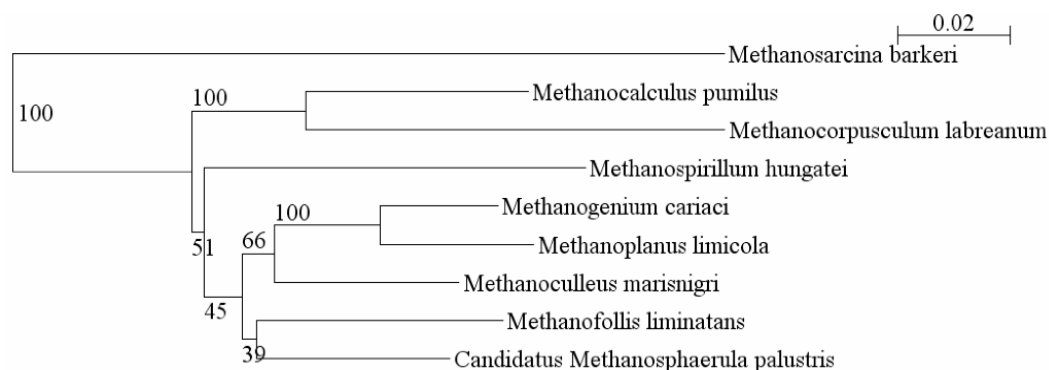 0.02
Methanosarcina barkeri
100
Methanocalculus pumilus
100
Methanocorpusculum labreanum
Methanospirillum hungatei
Methanogenium cariaci
100
66
51
Methanoplanus limicola
Methanoculleus marisnigri
45
Methanofollis liminatans
39
Candidatus Methanosphaerula palustris